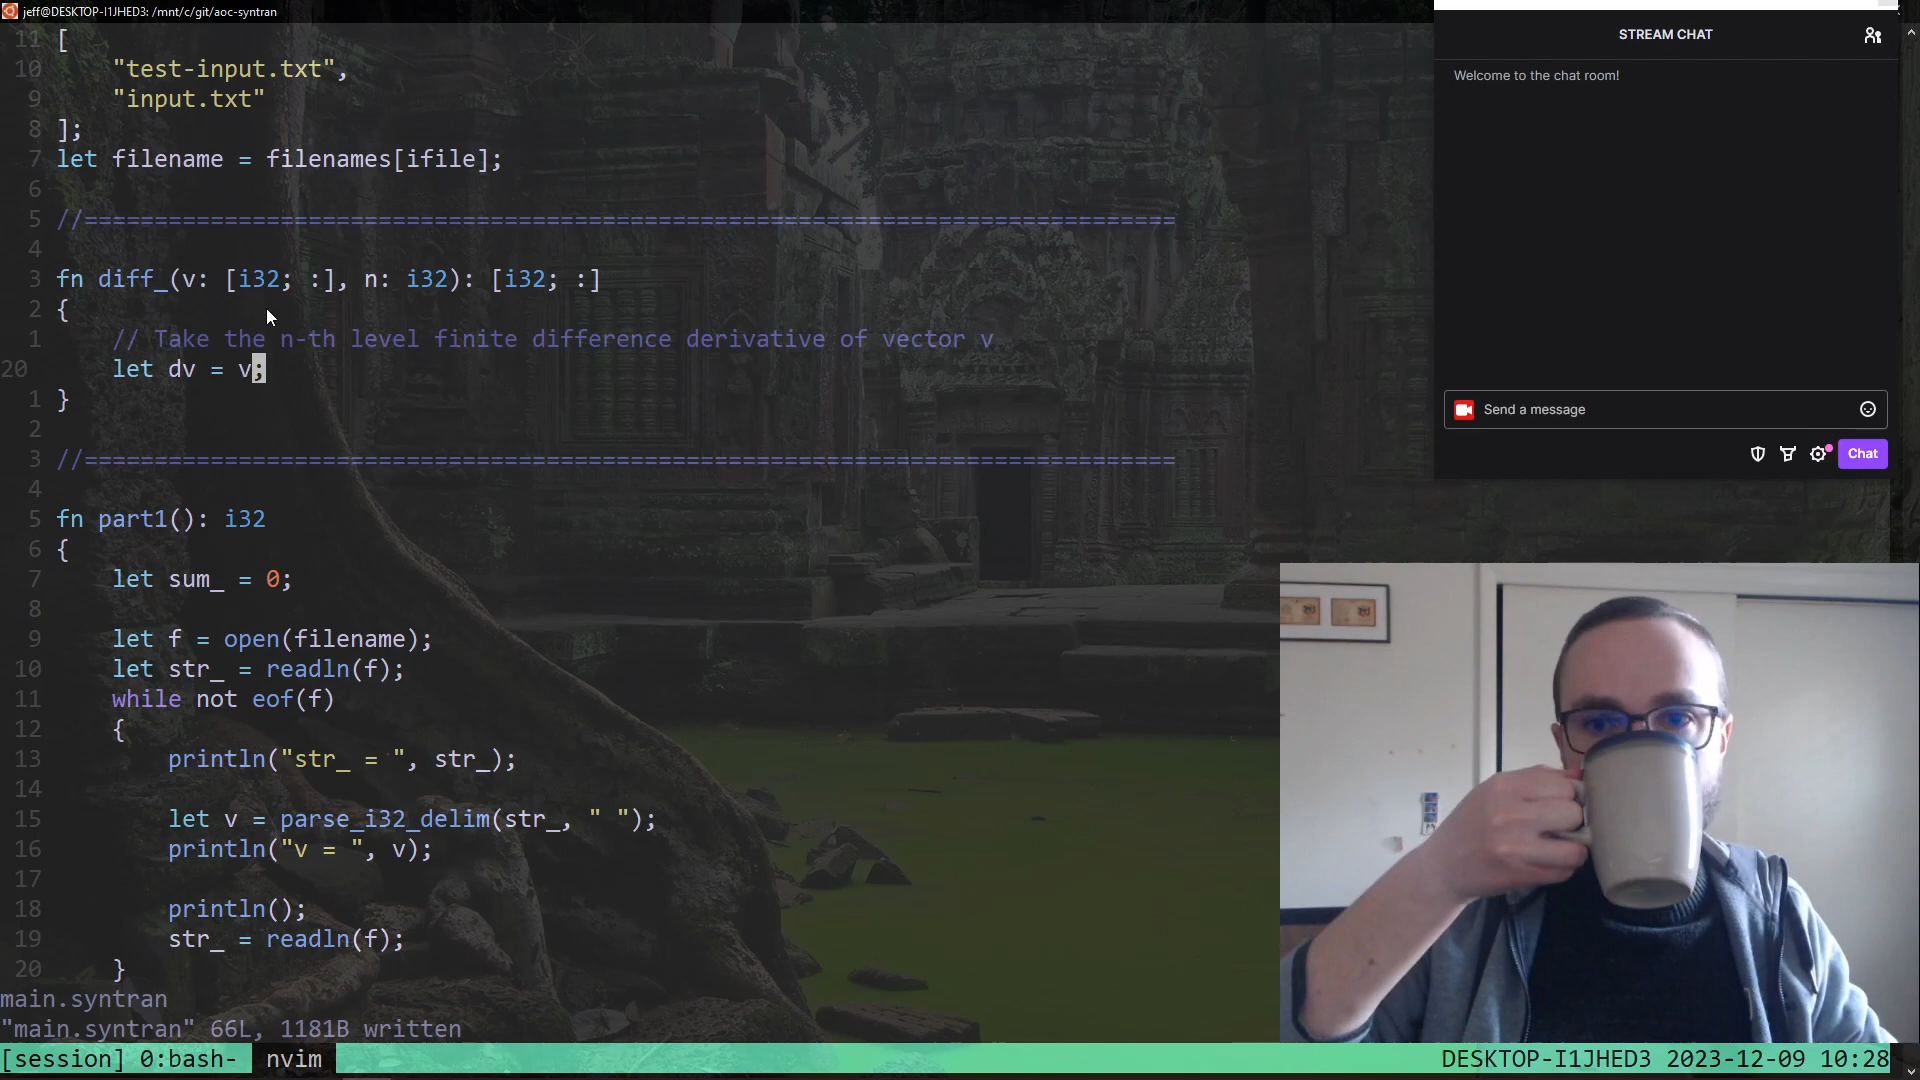 jeff@DESKTOP-I1JHED3: /mnt/c/git/aoc-syntran
11 [
10 "test-input.txt",
9 "input.txt"
8 ];
7 let filename = filenames[ifile];
6
5 //==============================================================================
4
3 fn diff_(v: [i32; :], n: i32): [i32; :]
2 {
1 // Take the n-th level finite difference derivative of vector v
20 let dv = v;
1 }
2
3 //==============================================================================
4
5 fn part1(): i32
6 {
7 let sum_ = 0;
8
9 let f = open(filename);
10 let str_ = readln(f);
11 while not eof(f)
12 {
13 println("str_ = ", str_);
14
15 let v = parse_i32_delim(str_, " ");
16 println("v = ", v);
17
18 println();
19 str_ = readln(f);
20 }
main.syntran
"main.syntran" 66L, 1181B written
[session] 0:bash- nvim
DESKTOP-I1JHED3 2023-12-09 10:28
STREAM CHAT
Welcome to the chat room!
Send a message
Chat